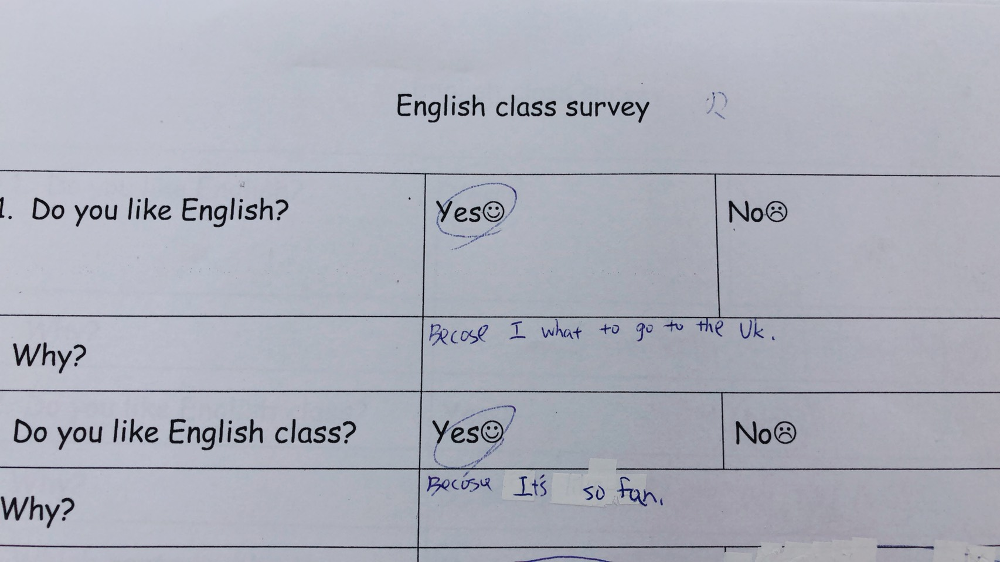 English class survey
1. Do you like English? Yes☺ No☹
Why? Becose I what to go to the Uk.
Do you like English class? Yes☺ No☹
Why? It's so fan.